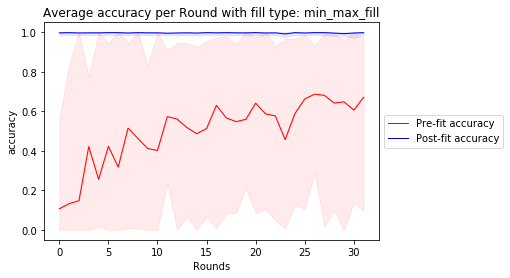 Average accuracy per Round with fill type: min_max_fill
1.0
0.8
0.6
0.4
0.2
0.0
accuracy
0
5
10
15
20
25
30
Rounds
Pre-fit accuracy
Post-fit accuracy